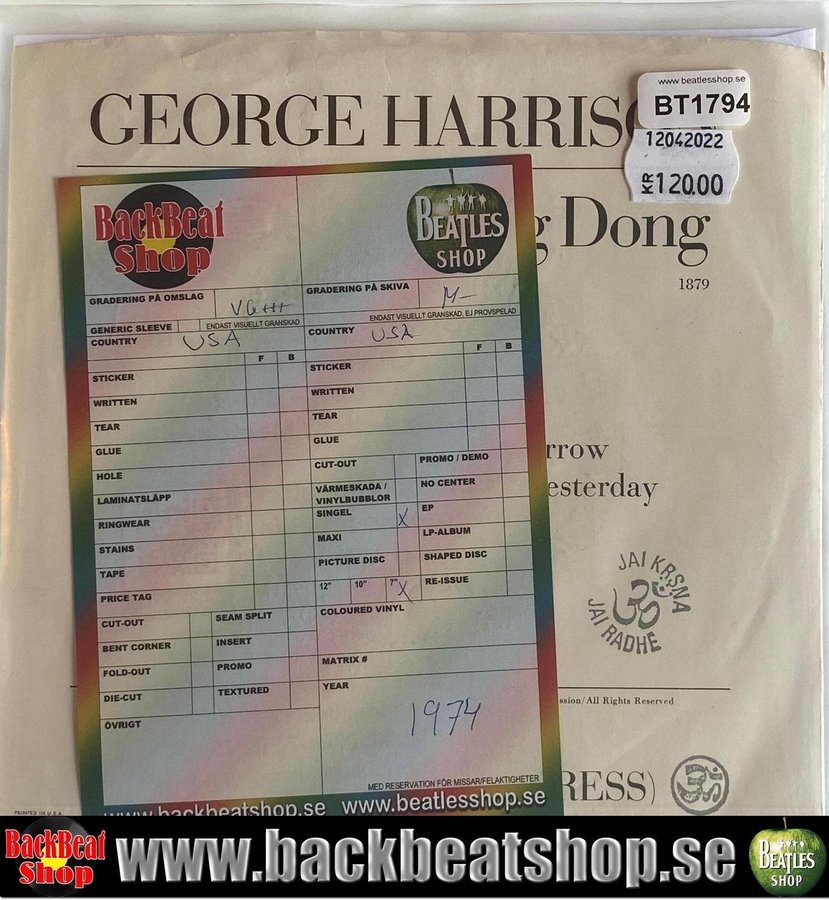 GEORGE HARRISO
www.beatlesshop.se
BT1794
12042022
KR120.00
g Dong
1879
rrow
esterday
JAI KRSNA
JAI RADHE
ssion/All Rights Reserved
RESS)
PRINTED IN U.S.A.
BackBeat
Shop
BEATLES
SHOP
GRADERING PÅ OMSLAG VG+++
GRADERING PÅ SKIVA M-
GENERIC SLEEVE ENDAST VISUELLT GRANSKAD
ENDAST VISUELLT GRANSKAD, EJ PROVSPELAD
COUNTRY USA
COUNTRY USA
F B
F B
STICKER
WRITTEN
TEAR
GLUE
HOLE
LAMINATSLÄPP
RINGWEAR
STAINS
TAPE
PRICE TAG
CUT-OUT SEAM SPLIT
BENT CORNER INSERT
FOLD-OUT PROMO
DIE-CUT TEXTURED
ÖVRIGT
STICKER
WRITTEN
TEAR
GLUE
CUT-OUT PROMO / DEMO
VÄRMESKADA /
VINYLBUBBLOR NO CENTER
SINGEL X EP
MAXI LP-ALBUM
PICTURE DISC SHAPED DISC
12" 10" 7" X RE-ISSUE
COLOURED VINYL
MATRIX #
YEAR
1974
MED RESERVATION FÖR MISSAR/FELAKTIGHETER
www.backbeatshop.se www.beatlesshop.se
BackBeat
Shop
www.backbeatshop.se
BEATLES
SHOP